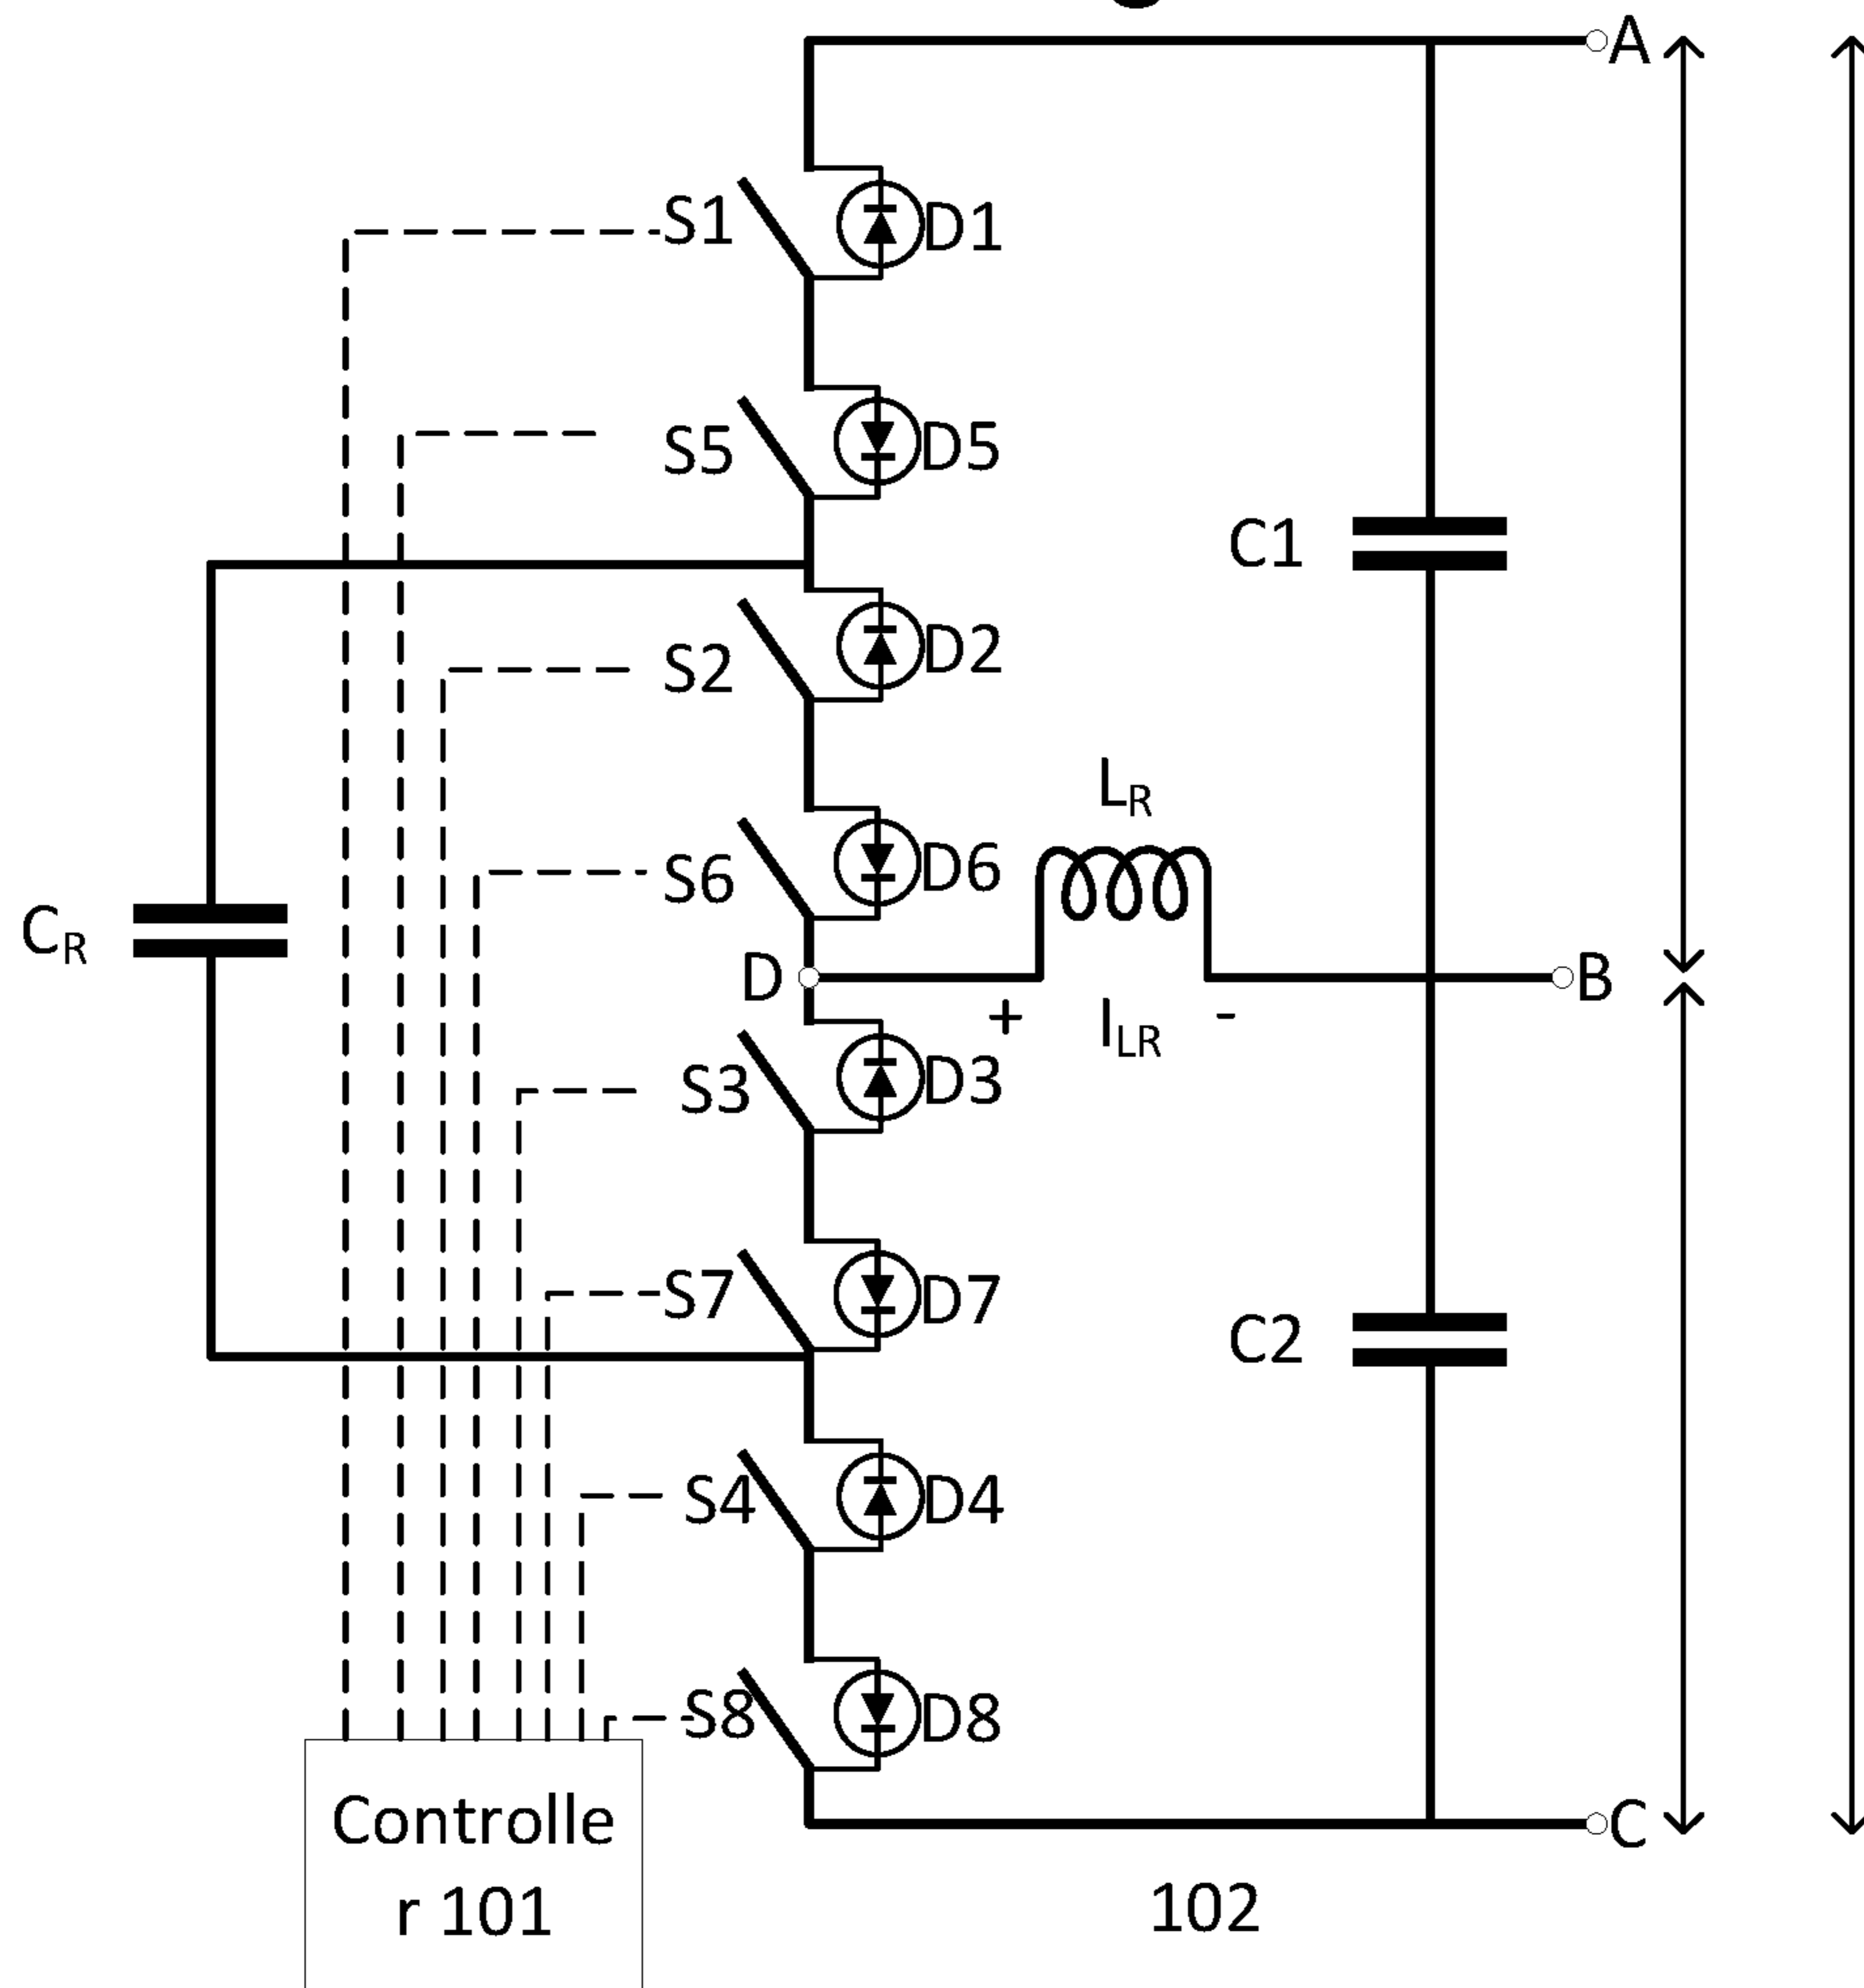 A
S1
D1
S5
D5
C1
S2
D2
LR
S6
D6
CR
D
B
+
ILR
-
S3
D3
S7
D7
C2
S4
D4
S8
D8
Controlle
r 101
C
102